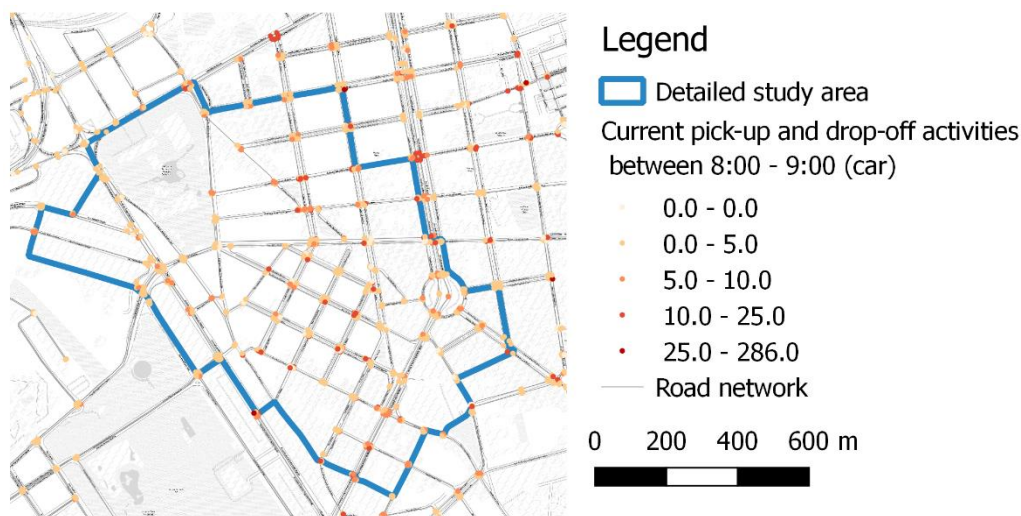 Legend
Detailed study area
Current pick-up and drop-off activities
between 8:00 - 9:00 (car)
0.0 - 0.0
0.0 - 5.0
5.0 - 10.0
10.0 - 25.0
25.0 - 286.0
Road network
0 200 400 600 m